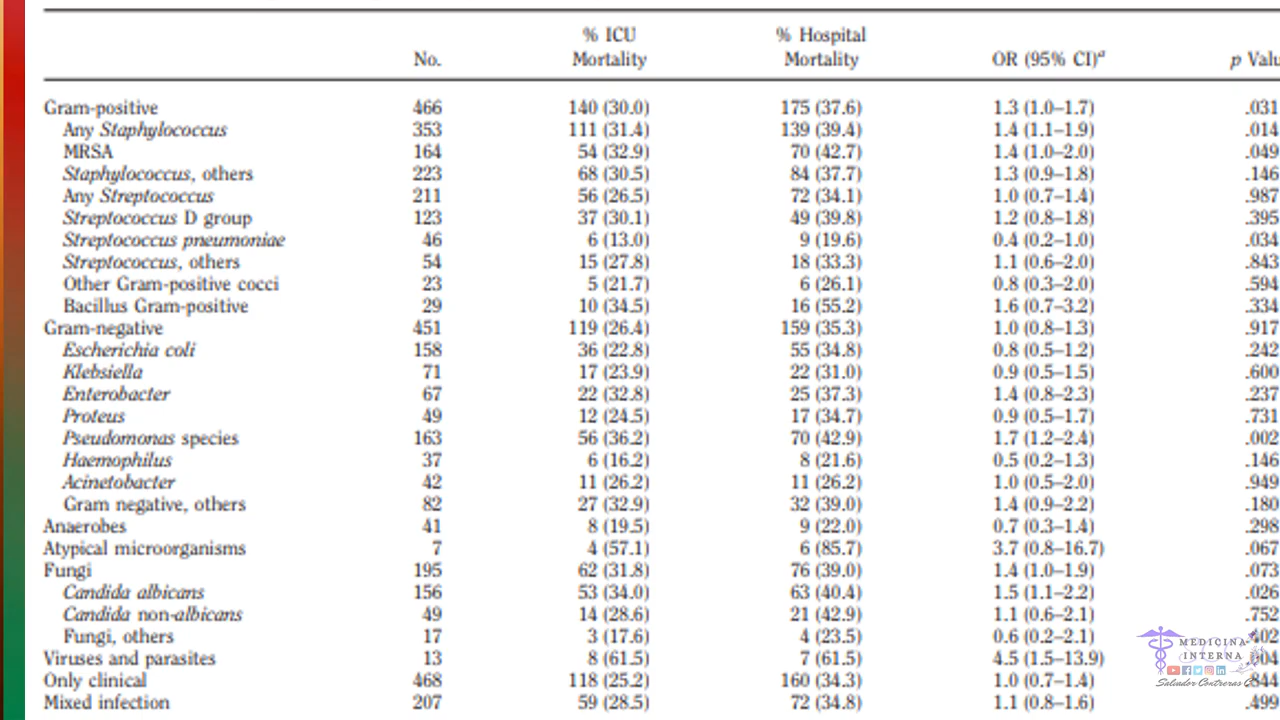 % ICU % Hospital
No. Mortality Mortality OR (95% CI)a p Valu
Gram-positive 466 140 (30.0) 175 (37.6) 1.3 (1.0–1.7) .031
Any Staphylococcus 353 111 (31.4) 139 (39.4) 1.4 (1.1–1.9) .014
MRSA 164 54 (32.9) 70 (42.7) 1.4 (1.0–2.0) .049
Staphylococcus, others 223 68 (30.5) 84 (37.7) 1.3 (0.9–1.8) .146
Any Streptococcus 211 56 (26.5) 72 (34.1) 1.0 (0.7–1.4) .987
Streptococcus D group 123 37 (30.1) 49 (39.8) 1.2 (0.8–1.8) .395
Streptococcus pneumoniae 46 6 (13.0) 9 (19.6) 0.4 (0.2–1.0) .034
Streptococcus, others 54 15 (27.8) 18 (33.3) 1.1 (0.6–2.0) .843
Other Gram-positive cocci 23 5 (21.7) 6 (26.1) 0.8 (0.3–2.0) .594
Bacillus Gram-positive 29 10 (34.5) 16 (55.2) 1.6 (0.7–3.2) .334
Gram-negative 451 119 (26.4) 159 (35.3) 1.0 (0.8–1.3) .917
Escherichia coli 158 36 (22.8) 55 (34.8) 0.8 (0.5–1.2) .242
Klebsiella 71 17 (23.9) 22 (31.0) 0.9 (0.5–1.5) .600
Enterobacter 67 22 (32.8) 25 (37.3) 1.4 (0.8–2.3) .237
Proteus 49 12 (24.5) 17 (34.7) 0.9 (0.5–1.7) .731
Pseudomonas species 163 56 (36.2) 70 (42.9) 1.7 (1.2–2.4) .002
Haemophilus 37 6 (16.2) 8 (21.6) 0.5 (0.2–1.3) .146
Acinetobacter 42 11 (26.2) 11 (26.2) 1.0 (0.5–2.0) .949
Gram negative, others 82 27 (32.9) 32 (39.0) 1.4 (0.9–2.2) .180
Anaerobes 41 8 (19.5) 9 (22.0) 0.7 (0.3–1.4) .298
Atypical microorganisms 7 4 (57.1) 6 (85.7) 3.7 (0.8–16.7) .067
Fungi 195 62 (31.8) 76 (39.0) 1.4 (1.0–1.9) .073
Candida albicans 156 53 (34.0) 63 (40.4) 1.5 (1.1–2.2) .026
Candida non-albicans 49 14 (28.6) 21 (42.9) 1.1 (0.6–2.1) .752
Fungi, others 17 3 (17.6) 4 (23.5) 0.6 (0.2–2.1)
Viruses and parasites 13 8 (61.5) 7 (61.5) 4.5 (1.5–13.9)
Only clinical 468 118 (25.2) 160 (34.3) 1.0 (0.7–1.4) .844
Mixed infection 207 59 (28.5) 72 (34.8) 1.1 (0.8–1.6) .499
MEDICINA
INTERNA
Salvador Contreras